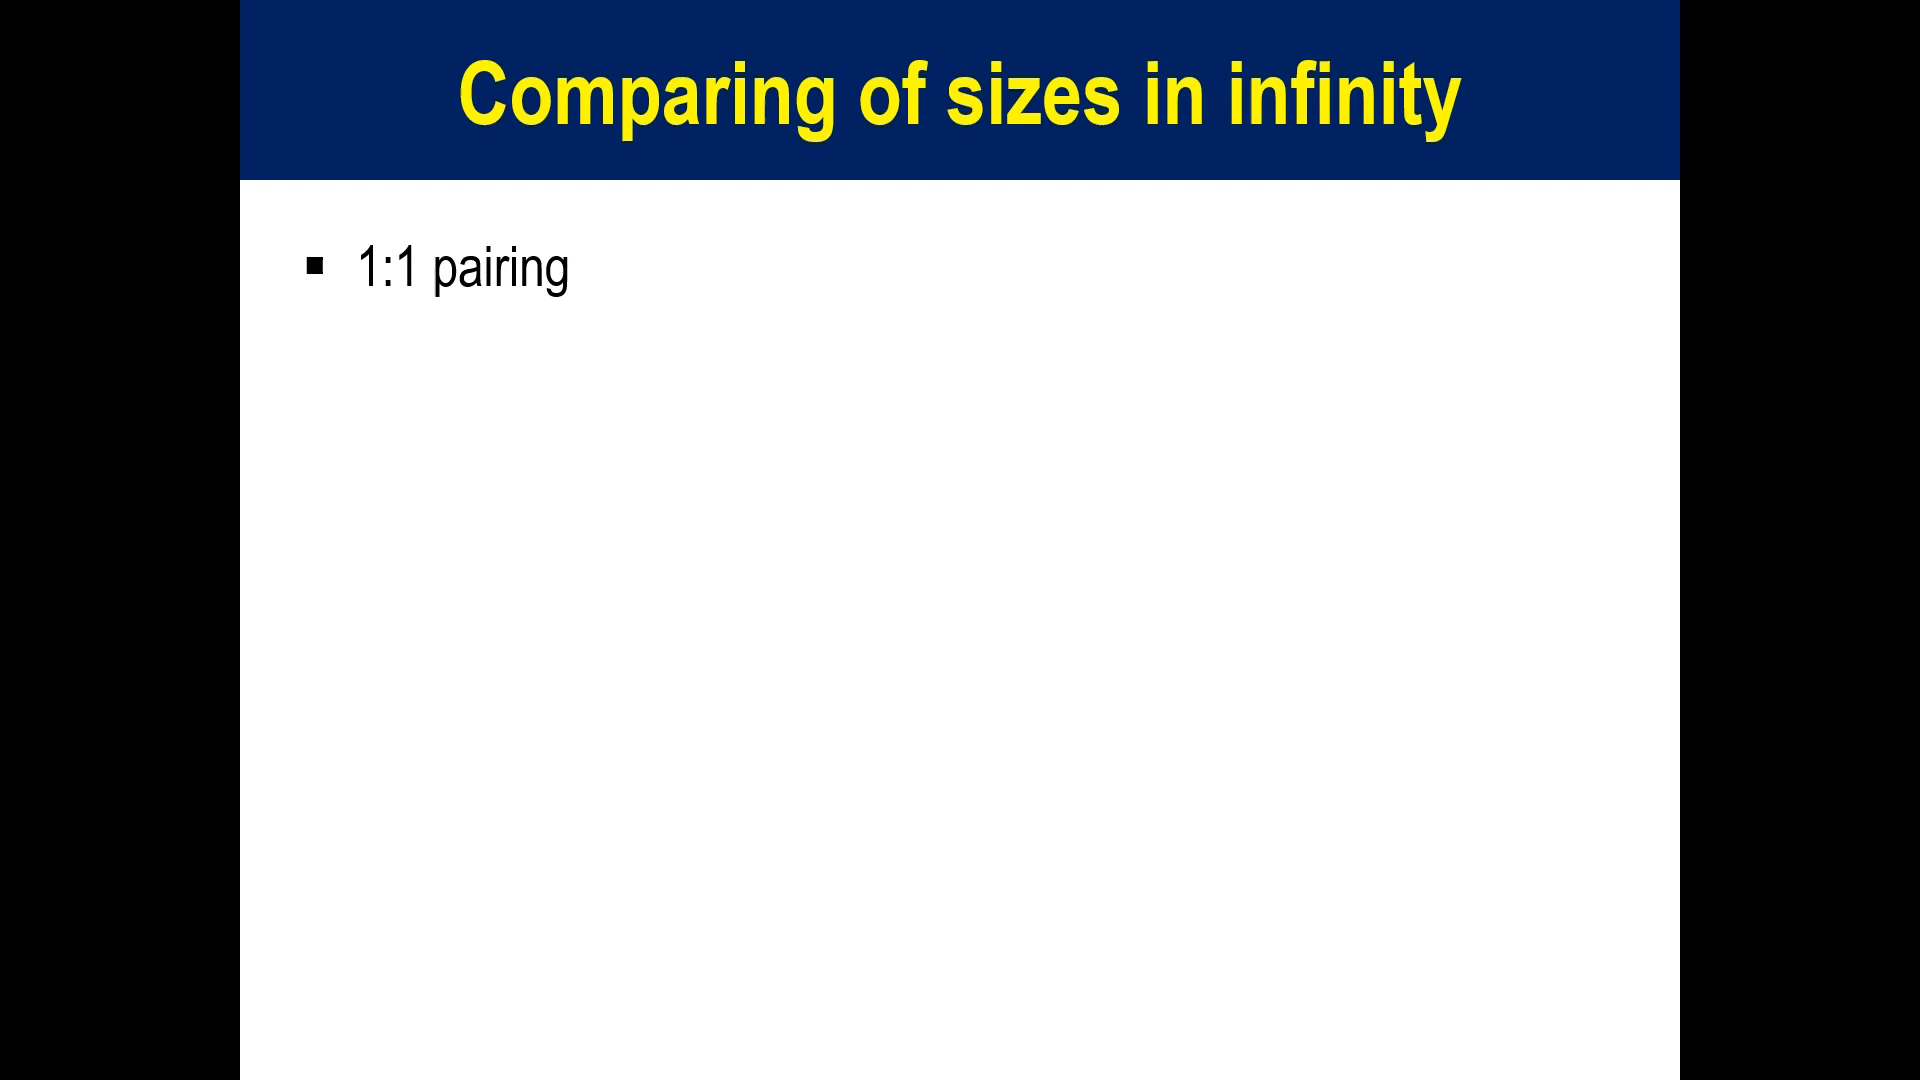 Comparing of sizes in infinity
▪ 1:1 pairing